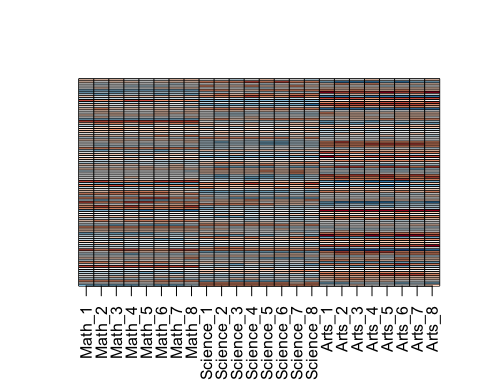 Math_1
Math_2
Math_3
Math_4
Math_5
Math_6
Math_7
Math_8
Science_1
Science_2
Science_3
Science_4
Science_5
Science_6
Science_7
Science_8
Arts_1
Arts_2
Arts_3
Arts_4
Arts_5
Arts_6
Arts_7
Arts_8